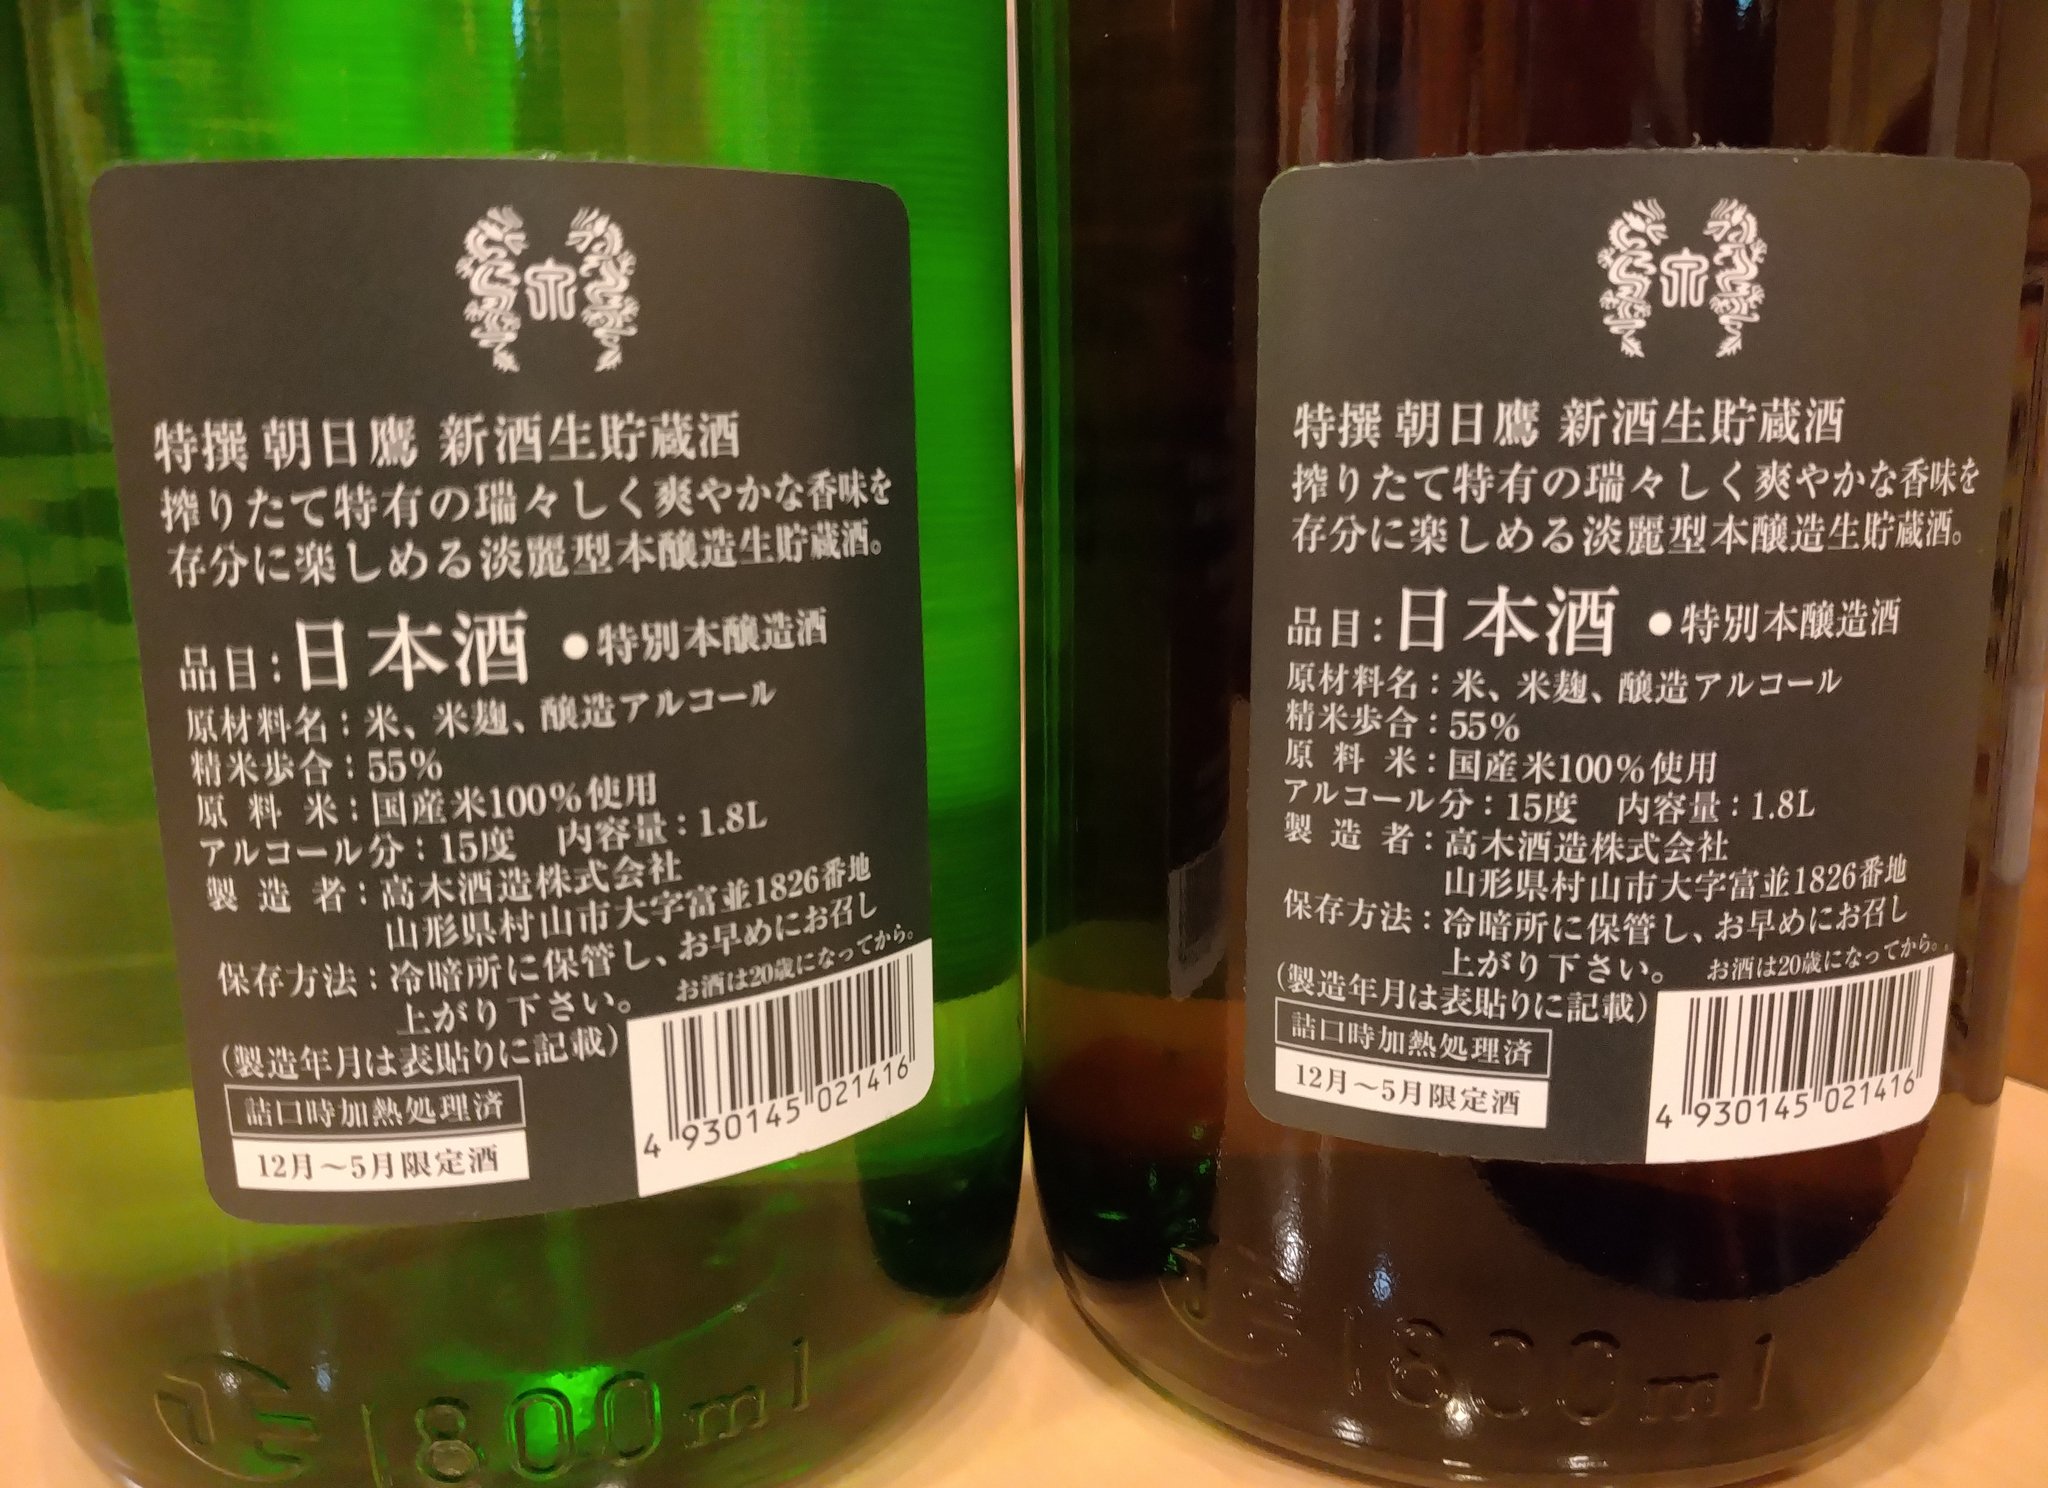 特撰 朝日鷹 新酒生貯蔵酒
搾りたて特有の瑞々しく爽やかな香味を
存分に楽しめる淡麗型本醸造生貯蔵酒。
品目：日本酒 ●特別本醸造酒
原材料名：米、米麹、醸造アルコール
精米歩合：55%
原料米：国産米100%使用
アルコール分：15度 内容量：1.8L
製造者：高木酒造株式会社
山形県村山市大字富並1826番地
保存方法：冷暗所に保管し、お早めにお召し
上がり下さい。 お酒は20歳になってから。
(製造年月は表貼りに記載)
詰口時加熱処理済
12月～5月限定酒
4 930145 021416
1800ml
特撰 朝日鷹 新酒生貯蔵酒
搾りたて特有の瑞々しく爽やかな香味を
存分に楽しめる淡麗型本醸造生貯蔵酒。
品目：日本酒 ●特別本醸造酒
原材料名：米、米麹、醸造アルコール
精米歩合：55%
原料米：国産米100%使用
アルコール分：15度 内容量：1.8L
製造者：高木酒造株式会社
山形県村山市大字富並1826番地
保存方法：冷暗所に保管し、お早めにお召し
上がり下さい。 お酒は20歳になってから。
(製造年月は表貼りに記載)
詰口時加熱処理済
12月～5月限定酒
4 930145 021416
1800ml